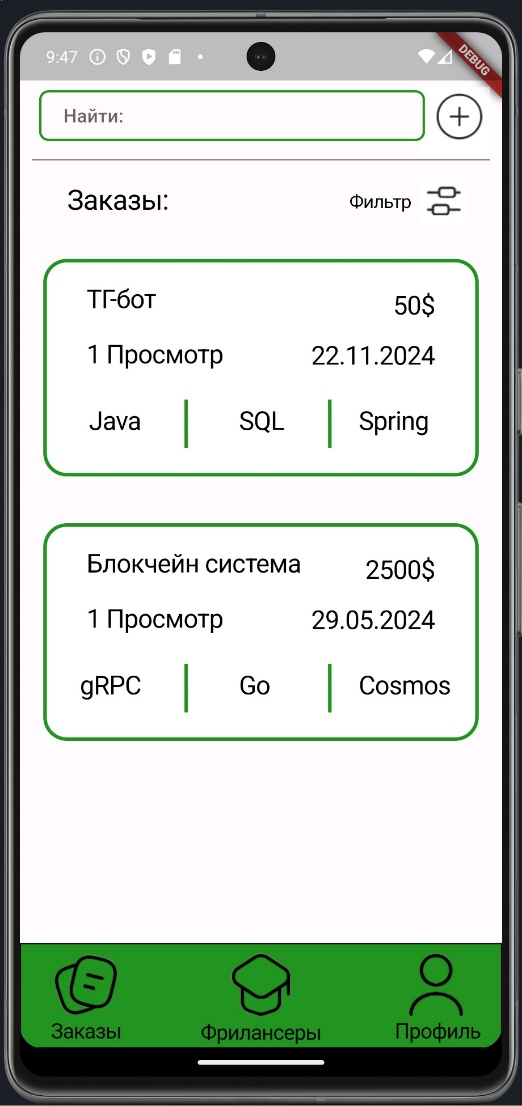 9:47
DEBUG
Найти:
Заказы:
Фильтр
ТГ-бот 50$
1 Просмотр 22.11.2024
Java SQL Spring
Блокчейн система 2500$
1 Просмотр 29.05.2024
gRPC Go Cosmos
Заказы Фрилансеры Профиль